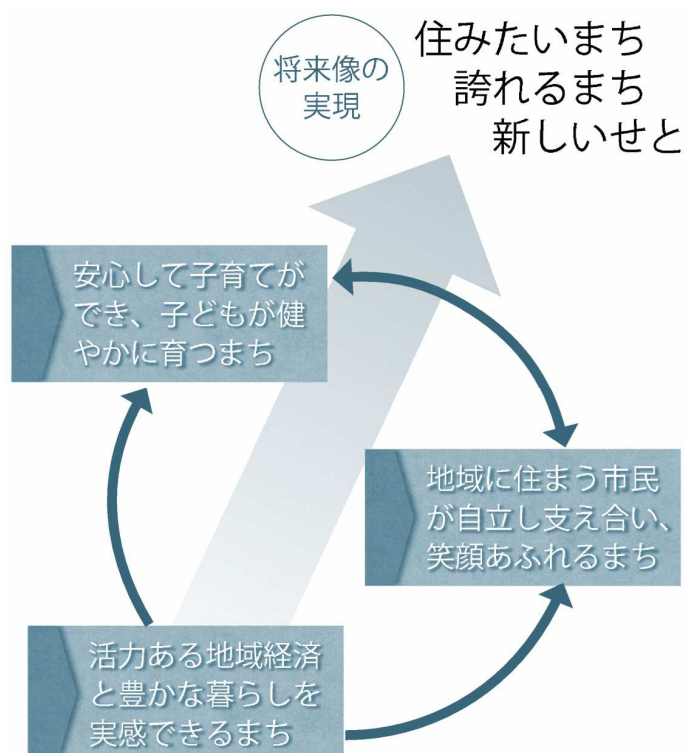 将来像の
実現
住みたいまち
誇れるまち
新しいせと
安心して子育てが
でき、子どもが健
やかに育つまち
地域に住まう市民
が自立し支え合い、
笑顔あふれるまち
活力ある地域経済
と豊かな暮らしを
実感できるまち